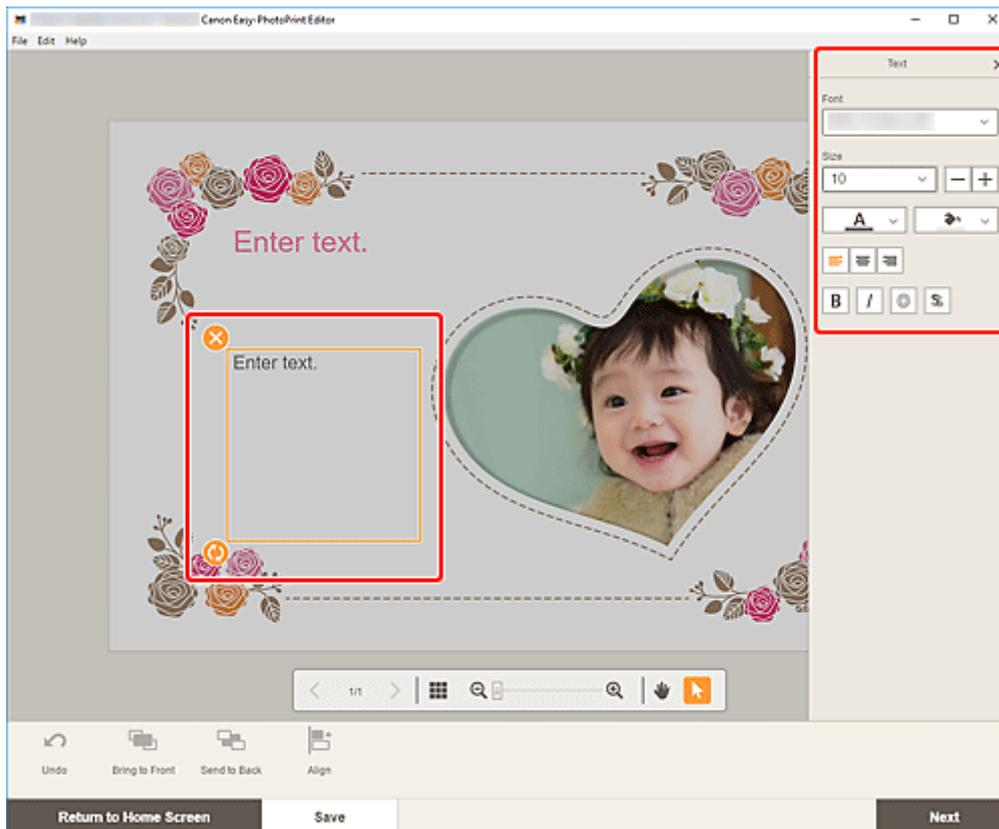 Canon Easy-PhotoPrint Editor
File Edit Help
Text
Font
Size
10
A
B I S
Enter text.
Enter text.
1/1
Undo
Bring to Front
Send to Back
Align
Return to Home Screen
Save
Next